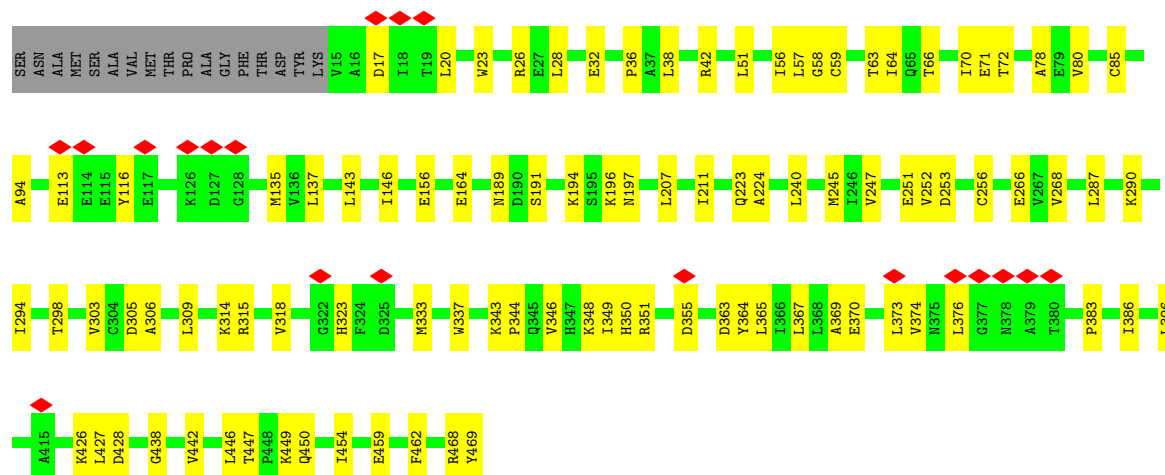 SER ASN ALA MET SER ALA VAL MET THR PRO ALA GLY PHE THR ASP TYR LYS V15 A16 D17 I18 T19 L20 W23 R26 E27 L28 E32 P36 A37 L38 R42 L51 I56 L57 G58 C59 T63 I64 Q65 T66 I70 E71 T72 A78 E79 V80 C85
A94 E113 E114 E115 Y116 E117 K126 D127 G128 M135 V136 L137 L143 I146 E156 E164 N189 D190 S191 K194 S195 K196 N197 L207 I211 Q223 A224 L240 M245 I246 V247 E251 V252 D253 C256 E266 V267 V268 L287 K290
I294 T298 V303 C304 D305 A306 L309 K314 R315 V318 G322 H323 F324 D325 M333 W337 K343 P344 Q345 V346 H347 K348 I349 H350 R351 D355 D363 Y364 L365 I366 L367 L368 A369 E370 L373 V374 N375 L376 G377 N378 A379 T380 P383 I386
A415 K426 L427 D428 G438 V442 L446 T447 P448 K449 Q450 I454 E459 F462 R468 Y469